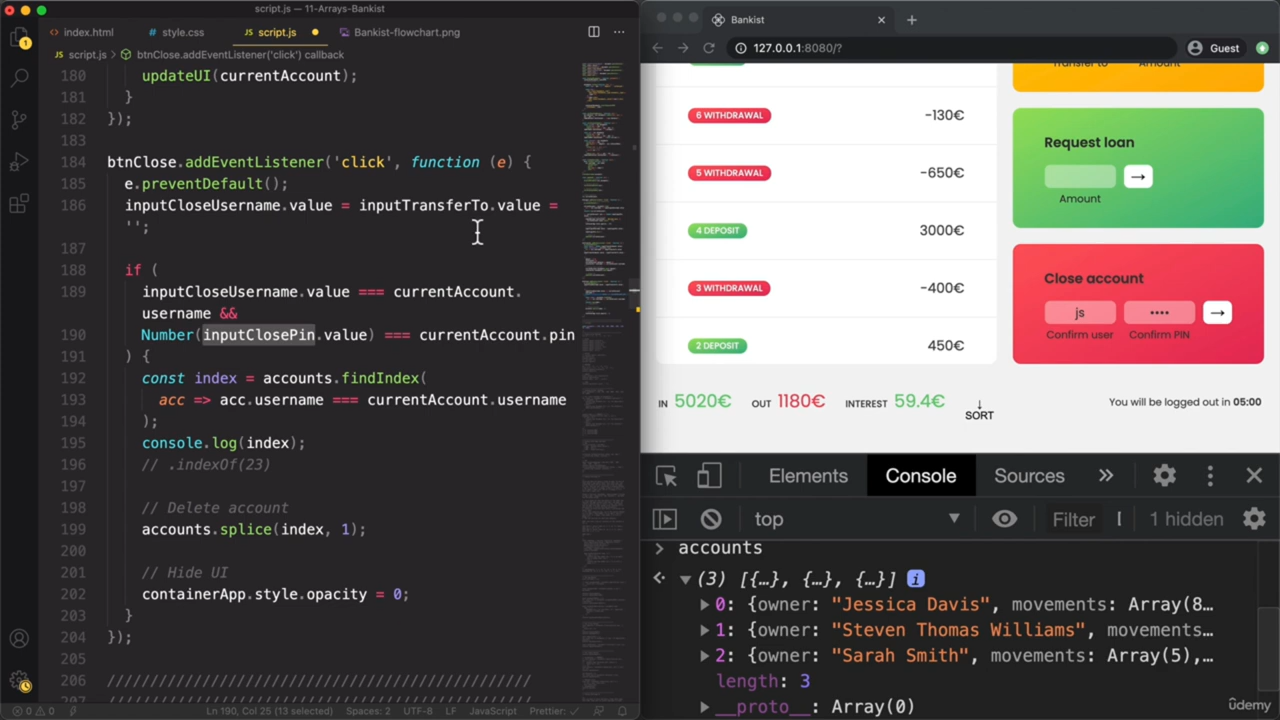 script.js — 11-Arrays-Bankist
index.html
style.css
JS script.js
Bankist-flowchart.png
JS script.js > btnClose.addEventListener('click') callback
180 updateUI(currentAccount);
181 }
182 });
183
184 btnClose.addEventListener('click', function (e) {
185 e.preventDefault();
186 inputCloseUsername.value = inputTransferTo.value =
'';
187
188 if (
189 inputCloseUsername.value === currentAccount.
username &&
190 Number(inputClosePin.value) === currentAccount.pin
191 ) {
192 const index = accounts.findIndex(
193 acc => acc.username === currentAccount.username
194 );
195 console.log(index);
196 // .indexOf(23)
197
198 // Delete account
199 accounts.splice(index, 1);
200
201 // Hide UI
202 containerApp.style.opacity = 0;
203 }
204 });
205
206 /////////////////////////////////////////////////
207 /////////////////////////////////////////////////
1
0 0
Ln 190, Col 25 (13 selected)
Spaces: 2
UTF-8
LF
JavaScript
Prettier: ✓
Bankist
127.0.0.1:8080/?
Guest
Transfer to
Amount
6 WITHDRAWAL -130€
5 WITHDRAWAL -650€
4 DEPOSIT 3000€
3 WITHDRAWAL -400€
2 DEPOSIT 450€
Request loan
Amount
Close account
js ••••
Confirm user Confirm PIN
IN 5020€ OUT 1180€ INTEREST 59.4€ ↓ SORT
You will be logged out in 05:00
Elements Console Sources »
top
Filter
1 hidden
> accounts
(3) [{…}, {…}, {…}] i
0: {owner: "Jessica Davis", movements: Array(8…
1: {owner: "Steven Thomas Williams", movements…
2: {owner: "Sarah Smith", movements: Array(5),…
length: 3
__proto__: Array(0)
udemy